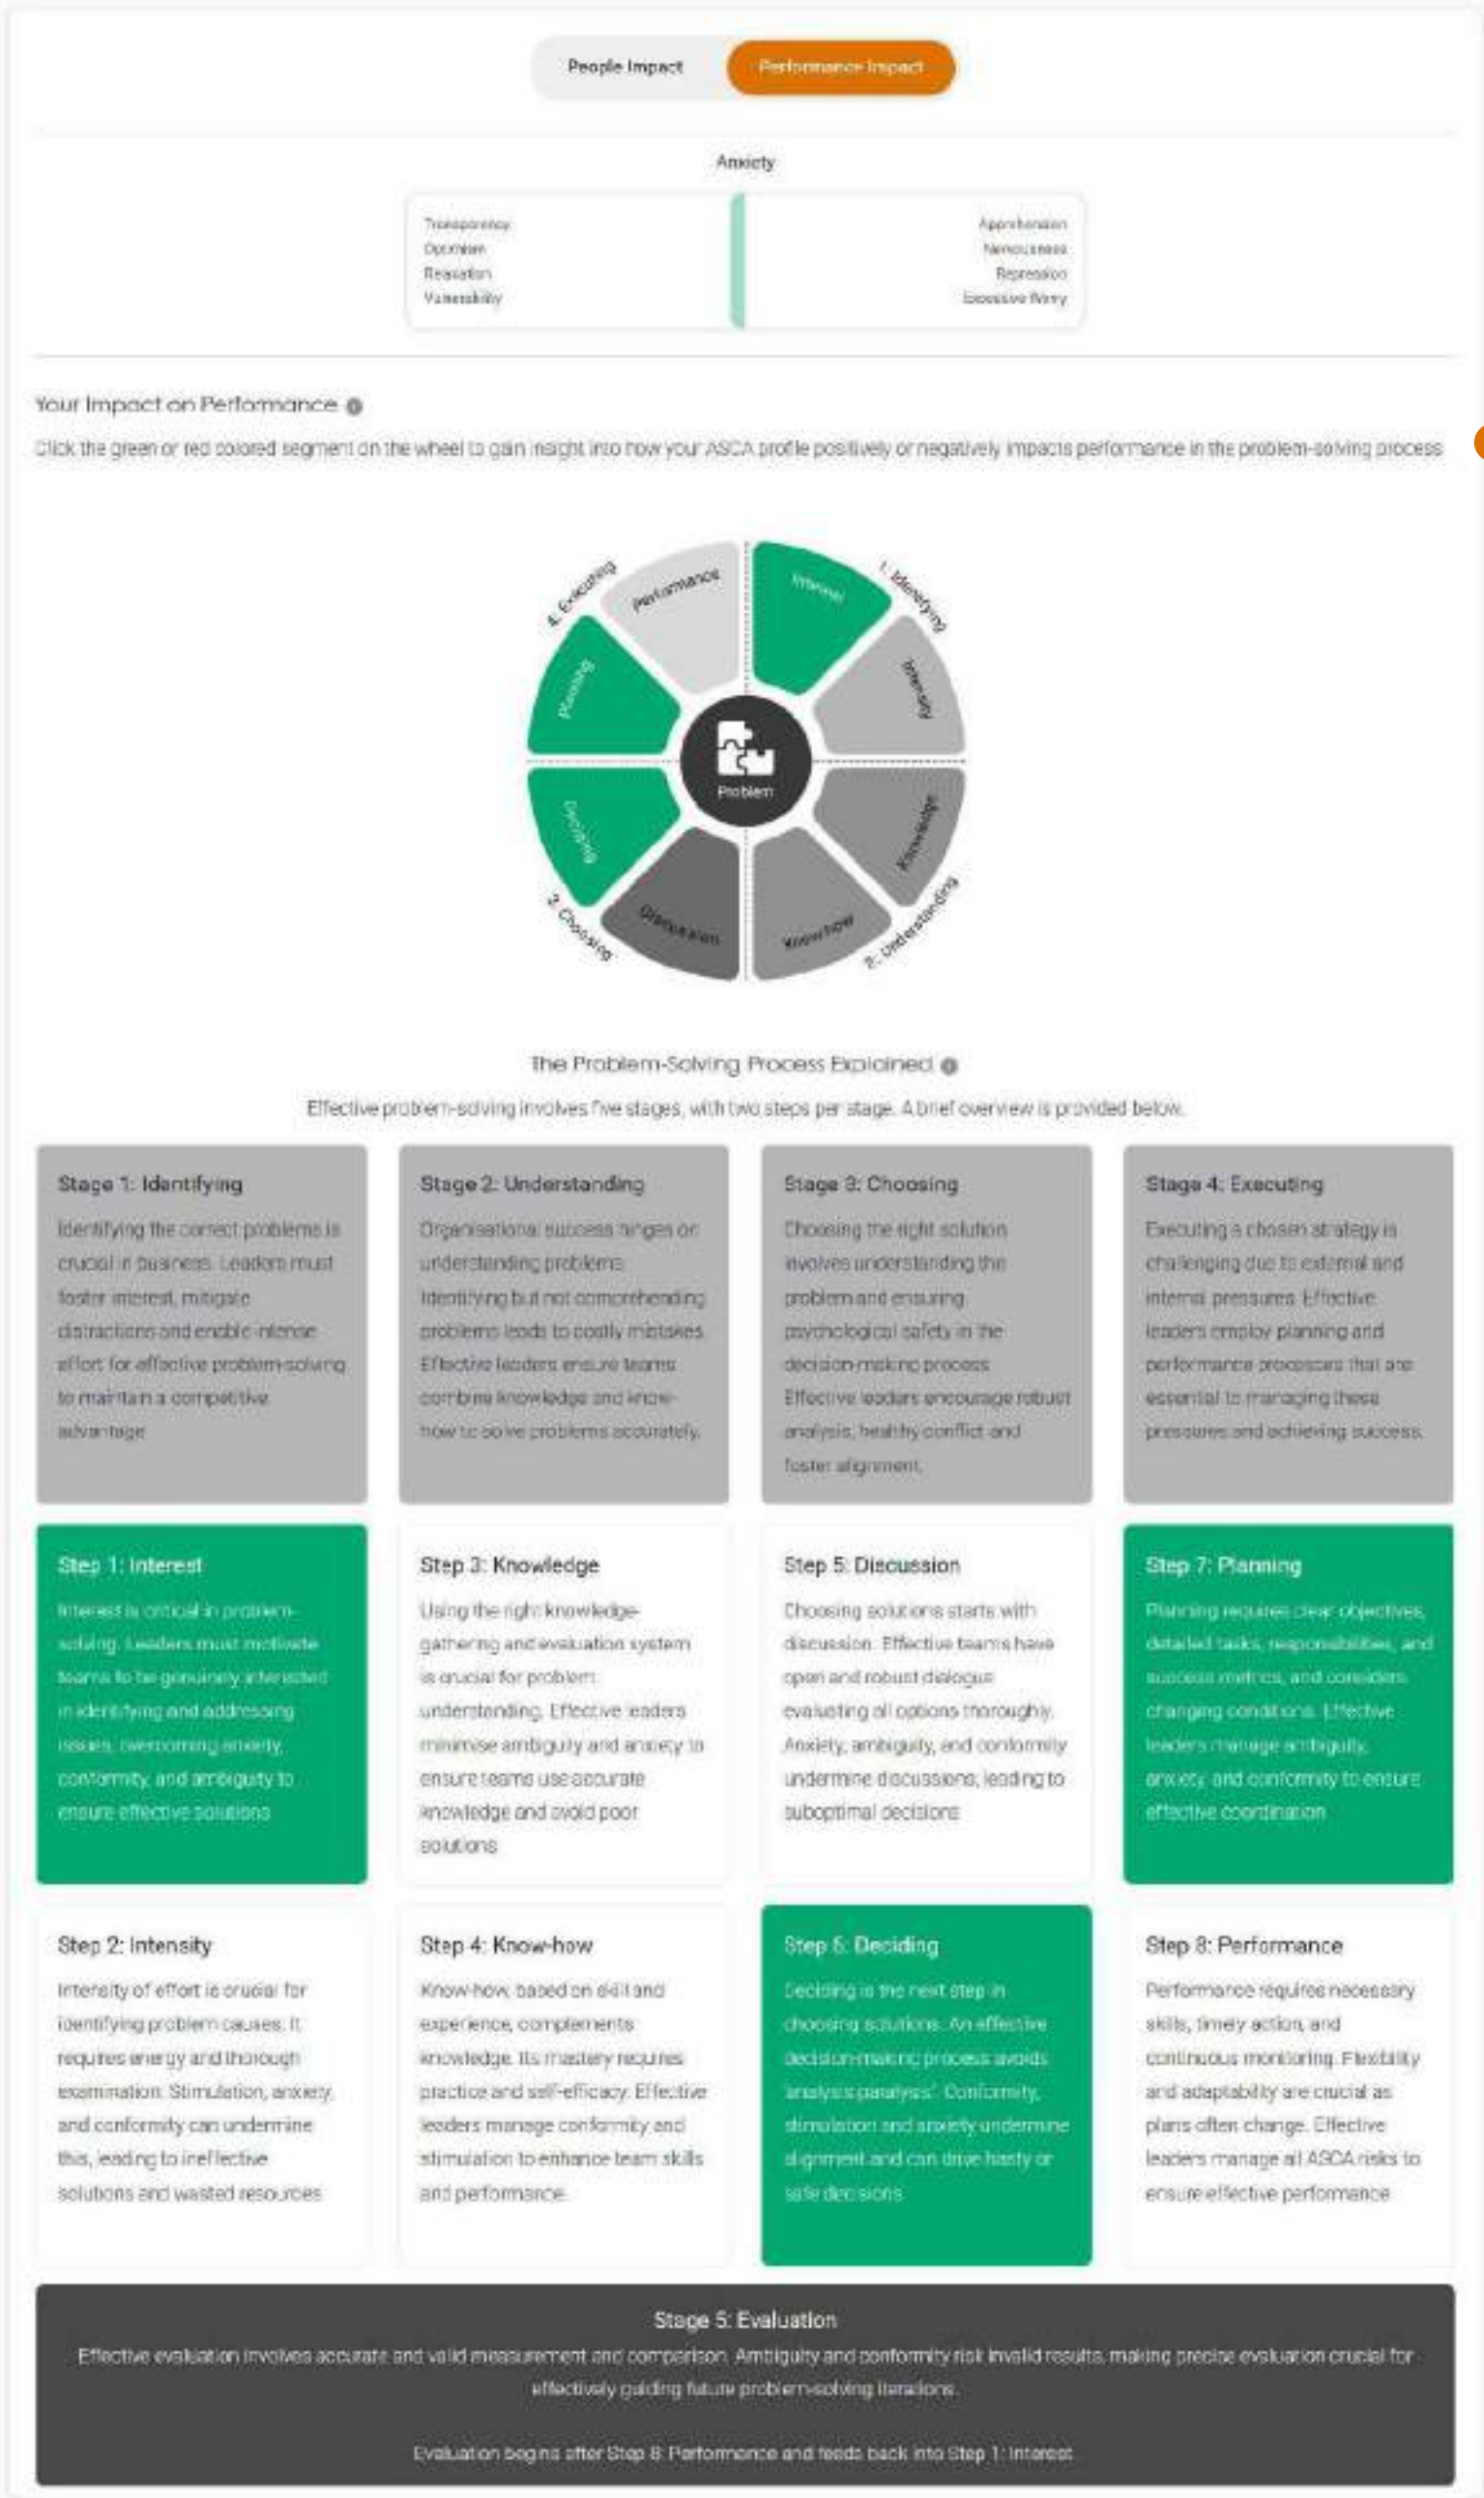 People Impact
Performance Impact
Anxiety
Transparency
Optimism
Relaxation
Vulnerability
Apprehension
Nervousness
Repression
Excessive Worry
Your Impact on Performance
Click the green or red colored segment on the wheel to gain insight into how your ASCA profile positively or negatively impacts performance in the problem-solving process
4. Executing
Performance
Interest
1. Identifying
Planning
Intensity
Problem
Deciding
Knowledge
3. Choosing
Discussion
Know how
2. Understanding
The Problem-Solving Process Explained
Effective problem-solving involves five stages, with two steps per stage. A brief overview is provided below.
Stage 1: Identifying
Identifying the correct problems is
crucial in business. Leaders must
foster interest, mitigate
distractions and enable intense
effort for effective problem-solving
to maintain a competitive
advantage
Stage 2: Understanding
Organisational success hinges on
understanding problems.
Identifying but not comprehending
problems leads to costly mistakes.
Effective leaders ensure teams
combine knowledge and know-
how to solve problems accurately.
Stage 3: Choosing
Choosing the right solution
involves understanding the
problem and ensuring
psychological safety in the
decision-making process.
Effective leaders encourage robust
analysis, healthy conflict and
foster alignment.
Stage 4: Executing
Executing a chosen strategy is
challenging due to external and
internal pressures. Effective
leaders employ planning and
performance processes that are
essential to managing these
pressures and achieving success.
Step 1: Interest
Interest is critical in problem-
solving. Leaders must motivate
teams to be genuinely interested
in identifying and addressing
issues, overcoming anxiety,
conformity, and ambiguity to
ensure effective solutions
Step 3: Knowledge
Using the right knowledge-
gathering and evaluation system
is crucial for problem
understanding. Effective leaders
minimise ambiguity and anxiety to
ensure teams use accurate
knowledge and avoid poor
solutions
Step 5: Discussion
Choosing solutions starts with
discussion. Effective teams have
open and robust dialogue
evaluating all options thoroughly.
Anxiety, ambiguity, and conformity
undermine discussions, leading to
suboptimal decisions
Step 7: Planning
Planning requires clear objectives,
detailed tasks, responsibilities, and
success metrics, and considers
changing conditions. Effective
leaders manage ambiguity,
anxiety, and conformity to ensure
effective coordination
Step 2: Intensity
Intensity of effort is crucial for
identifying problem causes. It
requires energy and thorough
examination. Stimulation, anxiety,
and conformity can undermine
this, leading to ineffective
solutions and wasted resources
Step 4: Know-how
Know-how, based on skill and
experience, complements
knowledge. Its mastery requires
practice and self-efficacy. Effective
leaders manage conformity and
stimulation to enhance team skills
and performance.
Step 6: Deciding
Deciding is the next step in
choosing solutions. An effective
decision-making process avoids
'analysis paralysis'. Conformity,
stimulation and anxiety undermine
alignment and can drive hasty or
safe decisions
Step 8: Performance
Performance requires necessary
skills, timely action, and
continuous monitoring. Flexibility
and adaptability are crucial as
plans often change. Effective
leaders manage all ASCA risks to
ensure effective performance
Stage 5: Evaluation
Effective evaluation involves accurate and valid measurement and comparison. Ambiguity and conformity risk invalid results, making precise evaluation crucial for
effectively guiding future problem-solving iterations.
Evaluation begins after Step 8: Performance and feeds back into Step 1: Interest